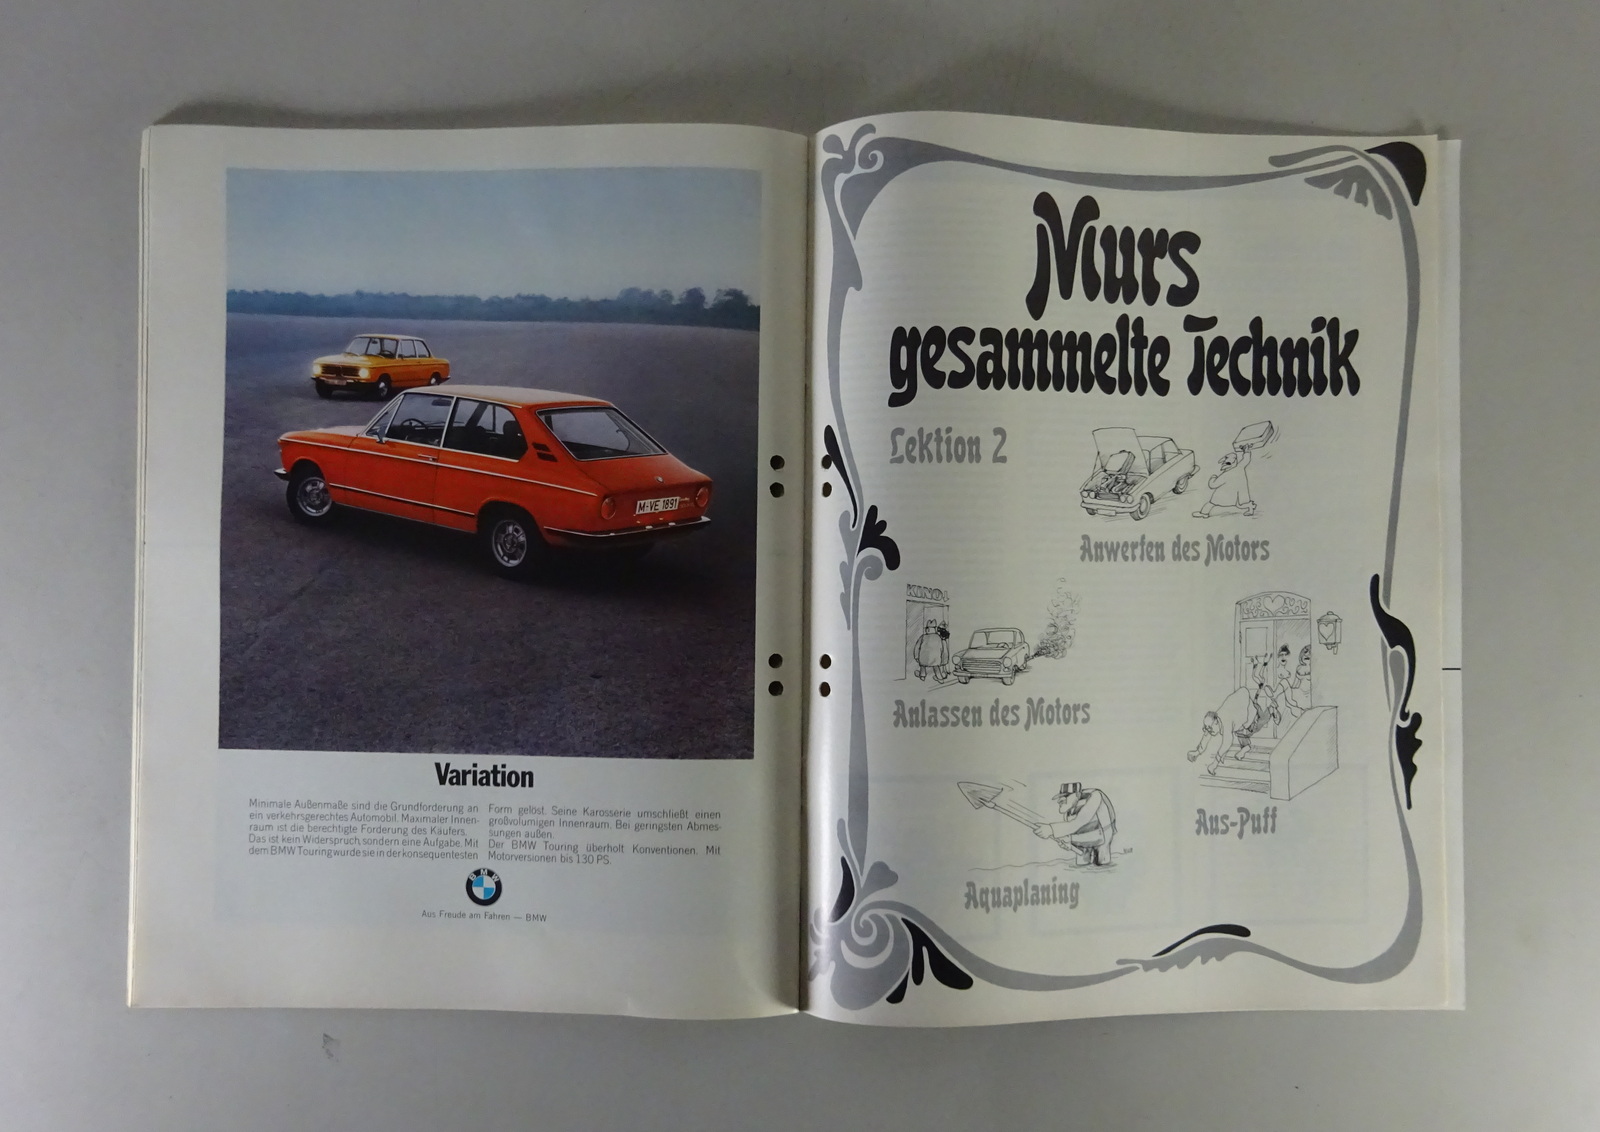 M-VE 1891
Variation
Minimale Außenmaße sind die Grundforderung an
ein verkehrsgerechtes Automobil. Maximaler Innen-
raum ist die berechtigte Forderung des Käufers.
Das ist kein Widerspruch, sondern eine Aufgabe. Mit
dem BMW Touring wurde sie in der konsequentesten
Form gelöst. Seine Karosserie umschließt einen
großvolumigen Innenraum. Bei geringsten Abmes-
sungen außen.
Der BMW Touring überholt Konventionen. Mit
Motorversionen bis 130 PS.
BMW
Aus Freude am Fahren — BMW
Murs
gesammelte Technik
Lektion 2
Anwerfen des Motors
KINO
Anlassen des Motors
Aus-Puff
Aquaplaning